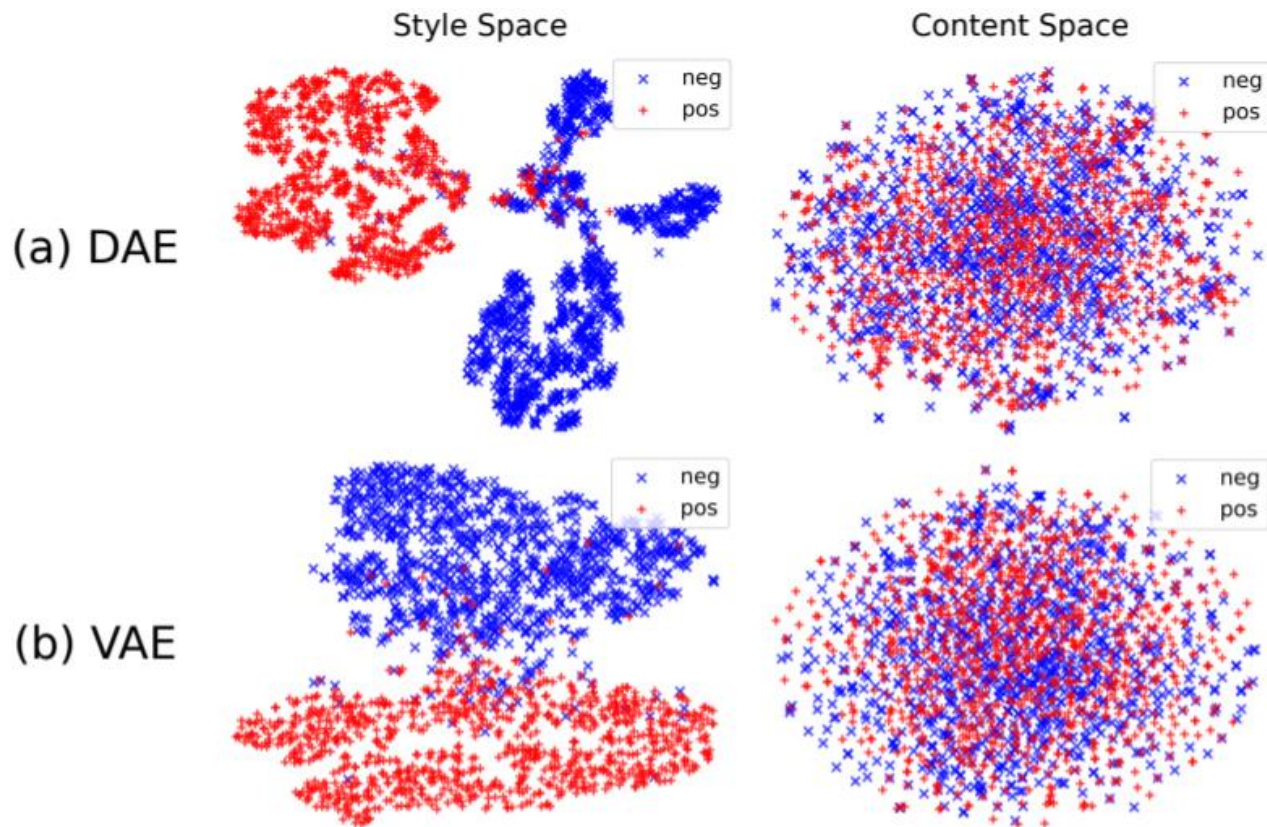 Style Space
Content Space
neg
pos
neg
pos
(a) DAE
neg
pos
neg
pos
(b) VAE